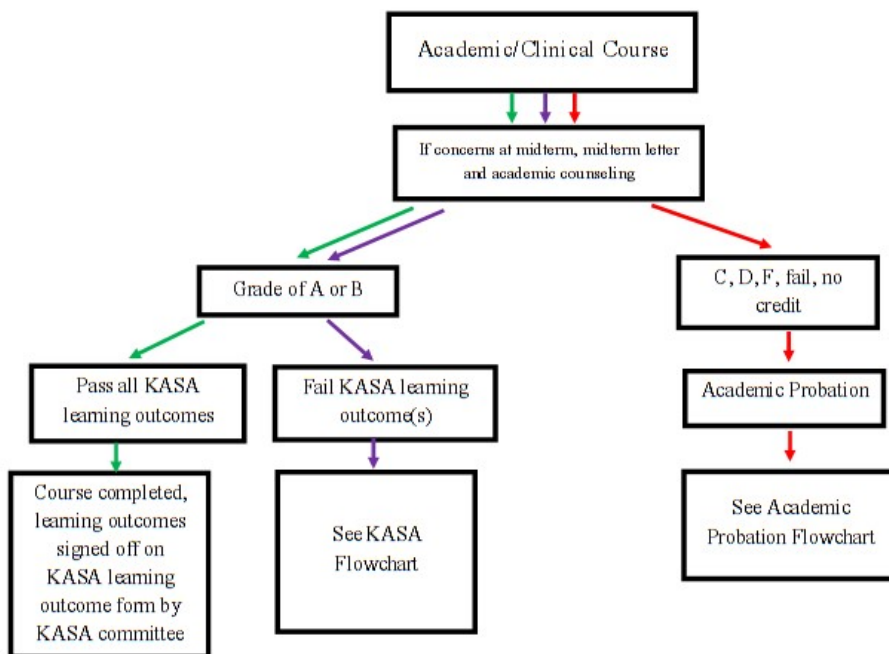 Academic/Clinical Course
If concerns at midterm, midterm letter
and academic counseling
Grade of A or B
C, D, F, fail, no
credit
Pass all KASA
learning outcomes
Fail KASA learning
outcome(s)
Academic Probation
Course completed,
learning outcomes
signed off on
KASA learning
outcome form by
KASA committee
See KASA
Flowchart
See Academic
Probation Flowchart